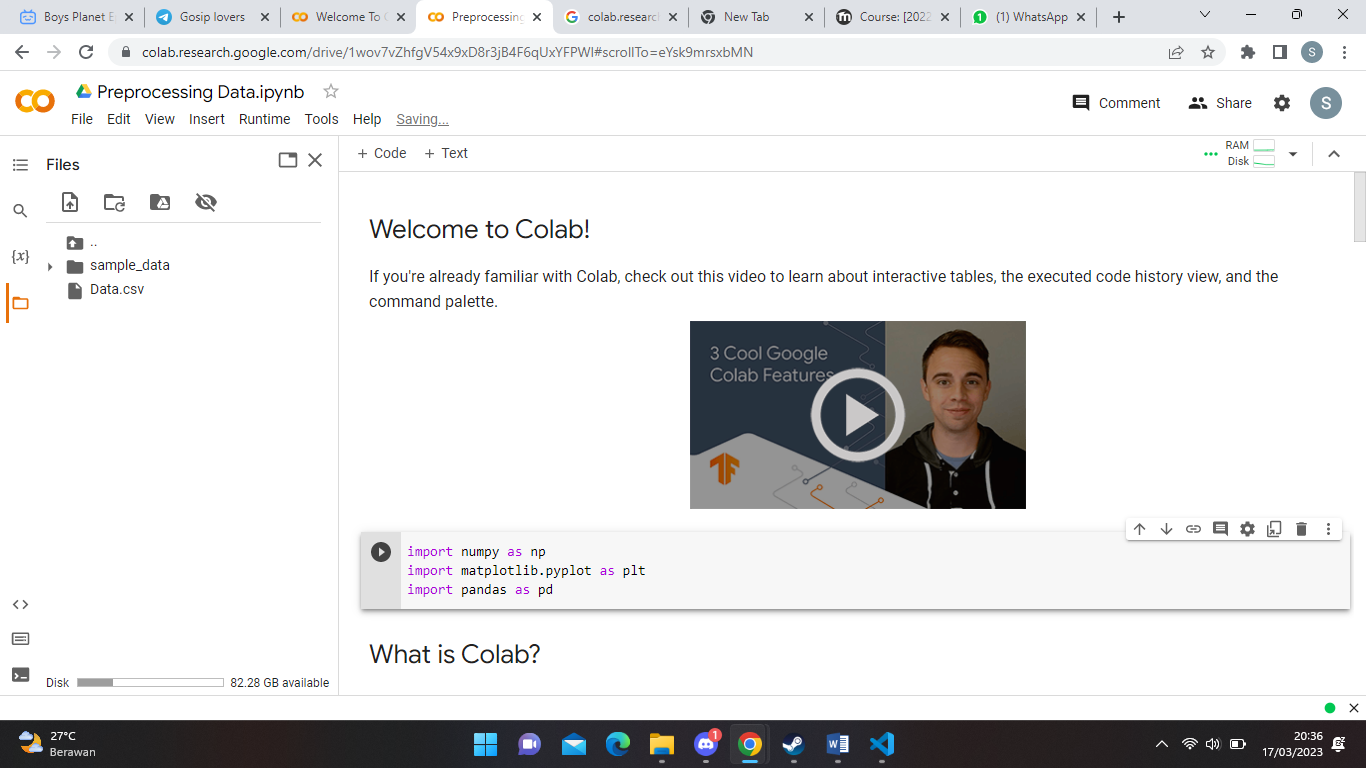 Boys Planet E
Gosip lovers
Welcome To C
Preprocessing
colab.research
New Tab
Course: [2022
(1) WhatsApp
colab.research.google.com/drive/1wov7vZhfgV54x9xD8r3jB4F6qUxYFPWl#scrollTo=eYsk9mrsxbMN
S
Preprocessing Data.ipynb
Comment
Share
S
File Edit View Insert Runtime Tools Help Saving...
Files
+ Code + Text
RAM
Disk
..
sample_data
Data.csv
{x}
Welcome to Colab!
If you're already familiar with Colab, check out this video to learn about interactive tables, the executed code history view, and the
command palette.
3 Cool Google
Colab Features
import numpy as np
import matplotlib.pyplot as plt
import pandas as pd
What is Colab?
Disk 82.28 GB available
27°C
Berawan
1
20:36
17/03/2023